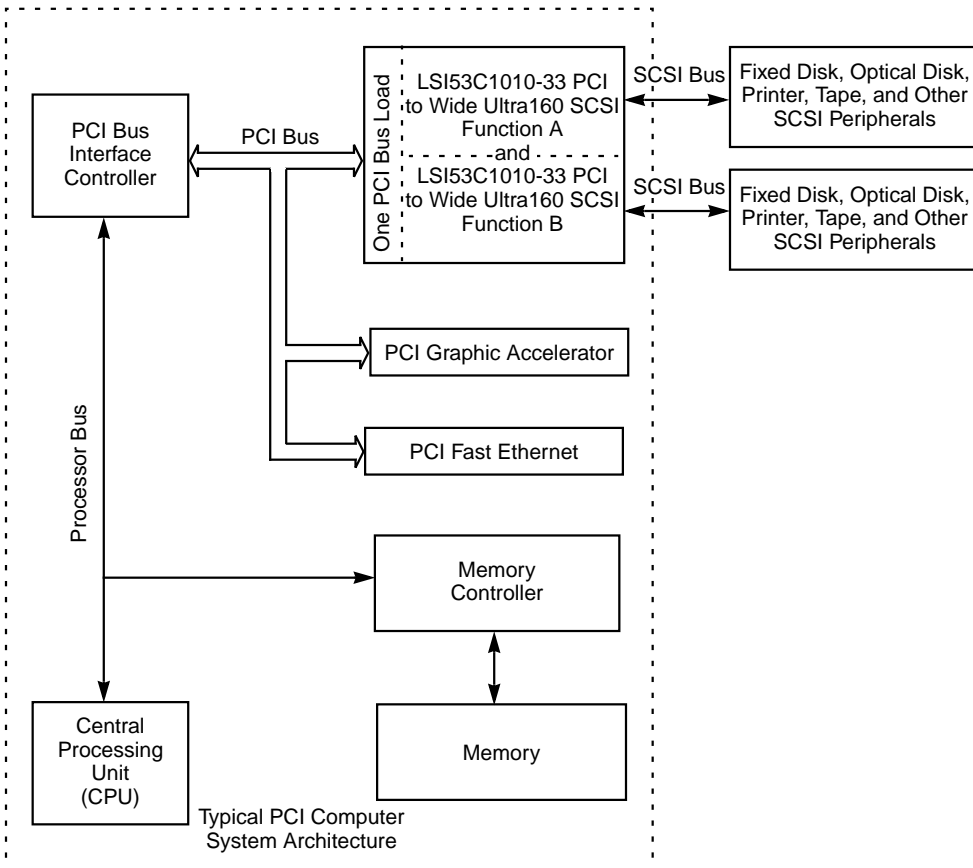 PCI Bus
Interface
Controller
PCI Bus
One PCI Bus Load
LSI53C1010-33 PCI
to Wide Ultra160 SCSI
Function A
and
LSI53C1010-33 PCI
to Wide Ultra160 SCSI
Function B
SCSI Bus
Fixed Disk, Optical Disk,
Printer, Tape, and Other
SCSI Peripherals
SCSI Bus
Fixed Disk, Optical Disk,
Printer, Tape, and Other
SCSI Peripherals
PCI Graphic Accelerator
PCI Fast Ethernet
Processor Bus
Memory
Controller
Memory
Central
Processing
Unit
(CPU)
Typical PCI Computer
System Architecture